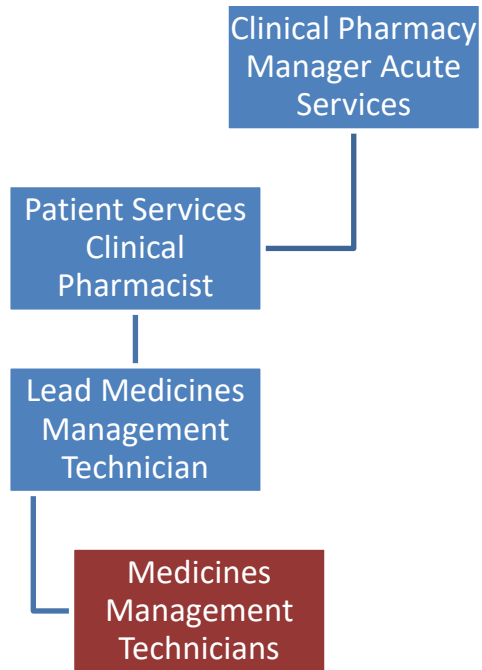 Clinical Pharmacy
Manager Acute
Services
Patient Services
Clinical
Pharmacist
Lead Medicines
Management
Technician
Medicines
Management
Technicians